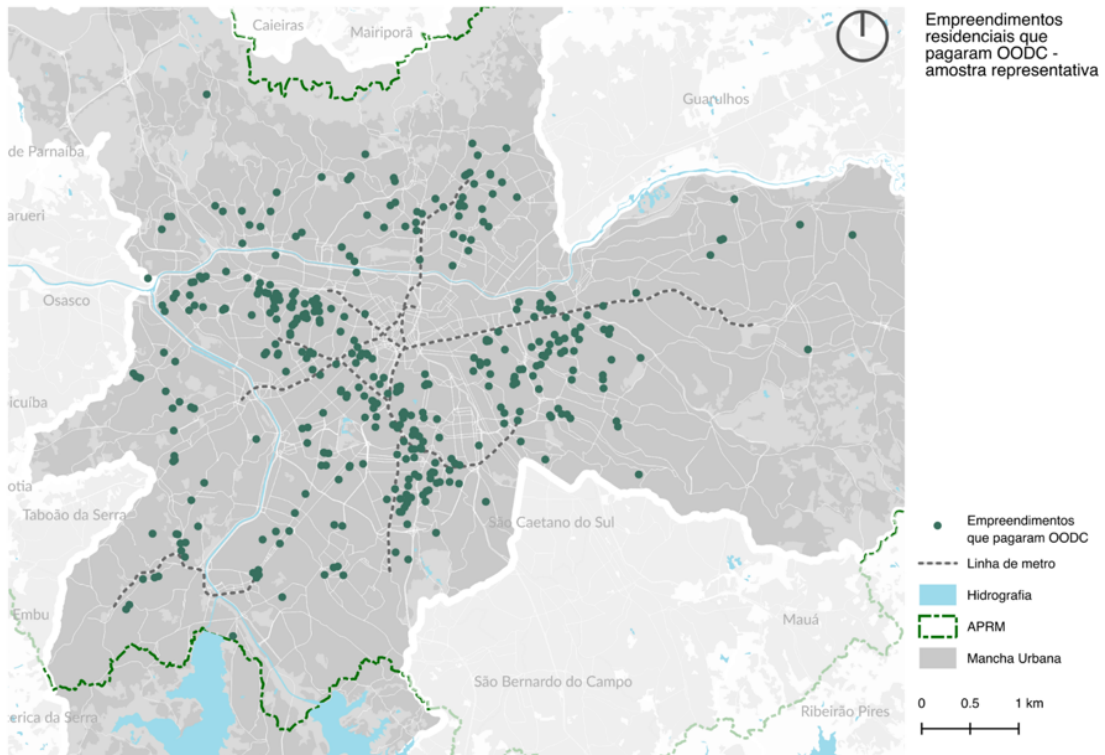 Caieiras
Mairiporã
Empreendimentos
residenciais que
pagaram OODC -
amostra representativa
Guarulhos
de Parnaíba
arueri
Osasco
icuíba
otia
Taboão da Serra
São Caetano do Sul
Embu
Mauá
São Bernardo do Campo
erica da Serra
Ribeirão Pires
Empreendimentos
que pagaram OODC
Linha de metro
Hidrografia
APRM
Mancha Urbana
0 0.5 1 km